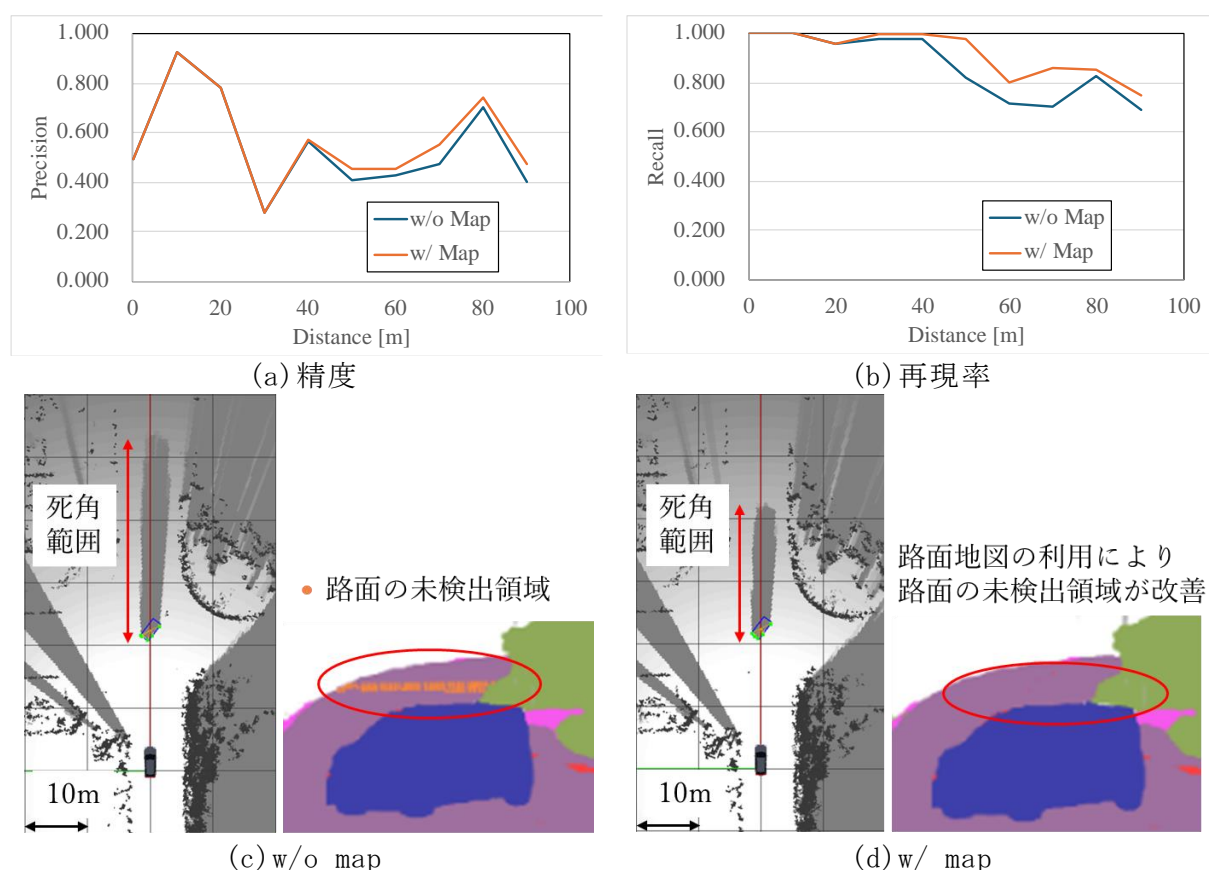 1.000
0.800
0.600
0.400
0.200
0.000
Precision
0 20 40 60 80 100
Distance [m]
w/o Map
w/ Map
(a)精度
1.000
0.800
0.600
0.400
0.200
0.000
Recall
0 20 40 60 80 100
Distance [m]
w/o Map
w/ Map
(b)再現率
死角
範囲
10m
• 路面の未検出領域
(c)w/o map
死角
範囲
10m
路面地図の利用により
路面の未検出領域が改善
(d)w/ map